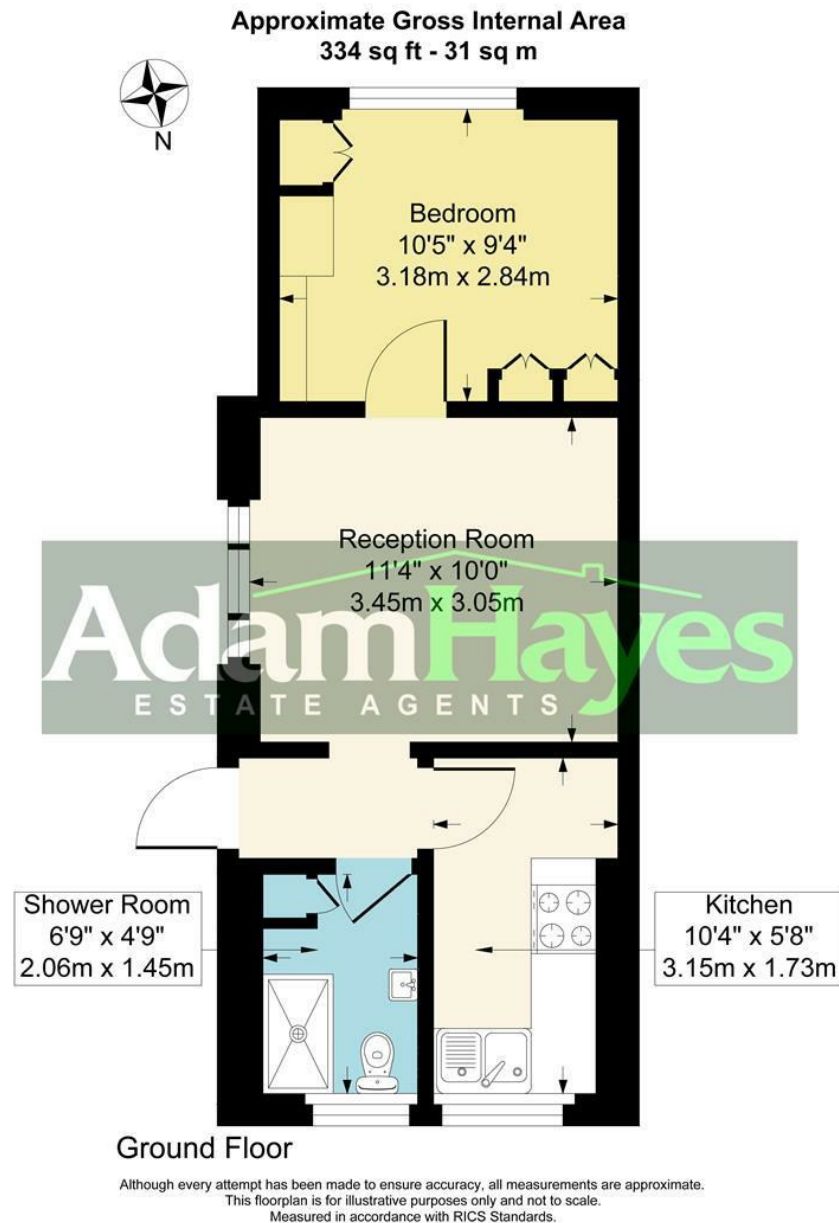 Approximate Gross Internal Area
334 sq ft - 31 sq m
N
Bedroom
10'5" x 9'4"
3.18m x 2.84m
Reception Room
11'4" x 10'0"
3.45m x 3.05m
AdamHayes
ESTATE AGENTS
Shower Room
6'9" x 4'9"
2.06m x 1.45m
Kitchen
10'4" x 5'8"
3.15m x 1.73m
Ground Floor
Although every attempt has been made to ensure accuracy, all measurements are approximate.
This floorplan is for illustrative purposes only and not to scale.
Measured in accordance with RICS Standards.